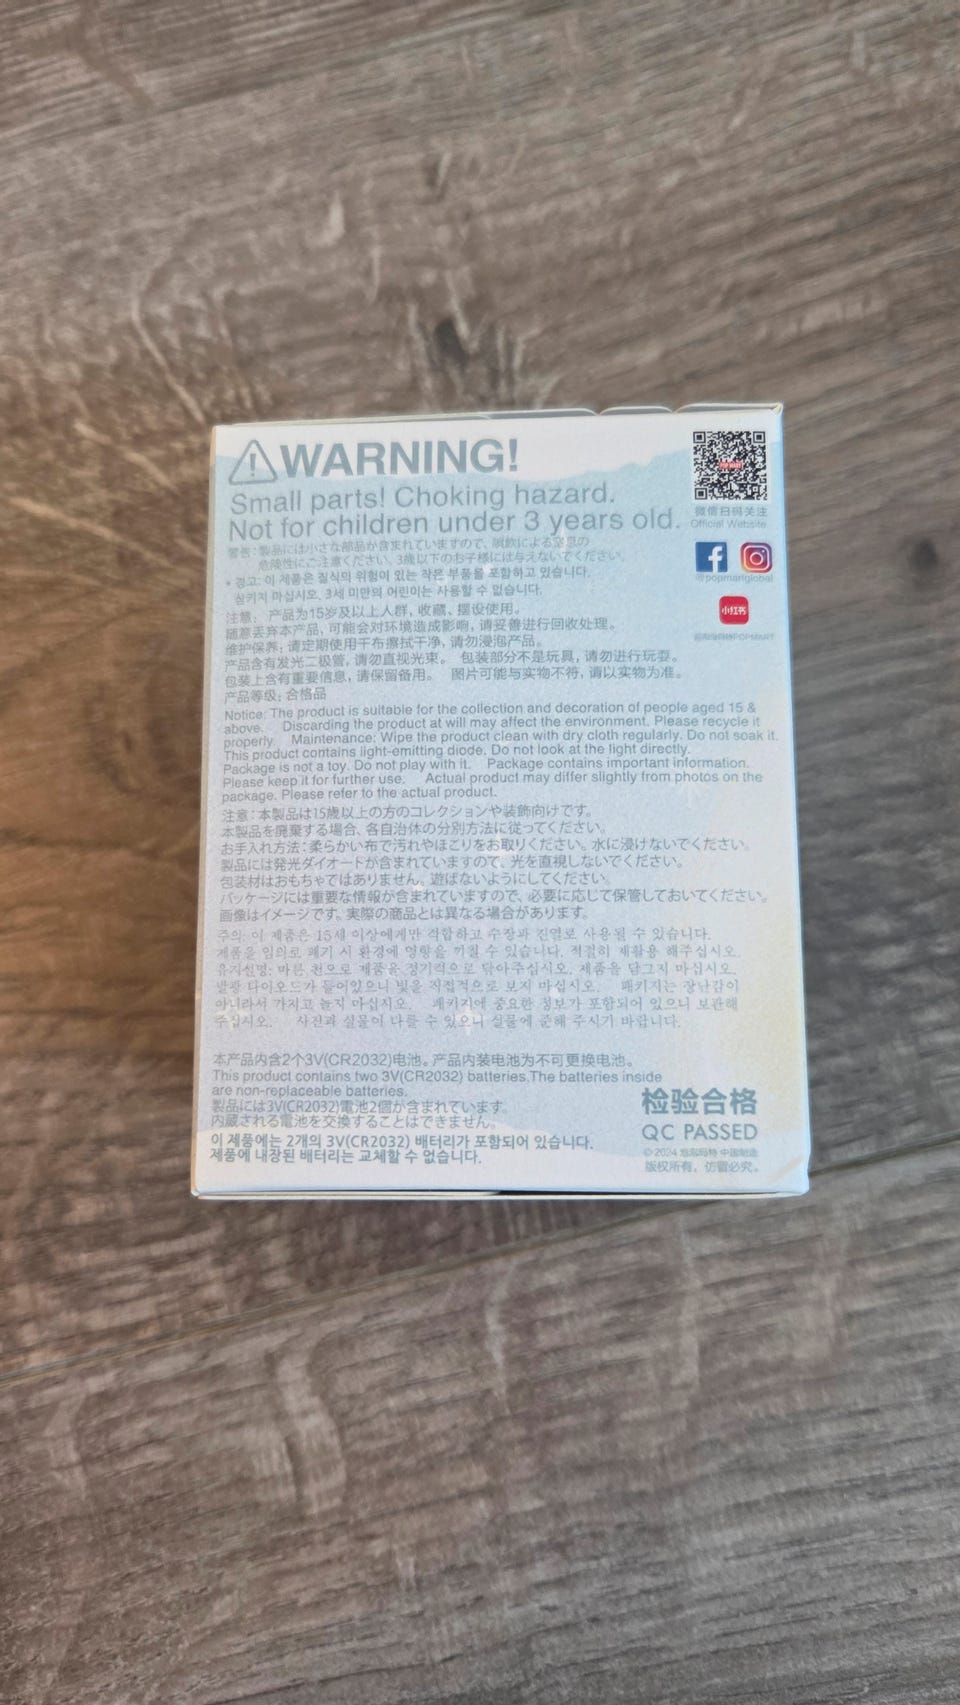 WARNING!
Small parts! Choking hazard.
Not for children under 3 years old.
警告：製品には小さな部品が含まれていますので、誤飲による窒息の
危険性にご注意ください、3歳以下のお子様には与えないでください。
* 경고: 이 제품은 질식의 위험이 있는 작은 부품을 포함하고 있습니다.
삼키지 마십시오, 3세 미만의 어린이는 사용할 수 없습니다.
注意： 产品为15岁及以上人群，收藏、摆设使用。
随意丢弃本产品，可能会对环境造成影响，请妥善进行回收处理。
维护保养：请定期使用干布擦拭干净，请勿浸泡产品。
产品含有发光二极管，请勿直视光束。 包装部分不是玩具，请勿进行玩耍。
包装上含有重要信息，请保留备用。 图片可能与实物不符，请以实物为准。
产品等级：合格品
Notice: The product is suitable for the collection and decoration of people aged 15 &
above. Discarding the product at will may affect the environment. Please recycle it
properly. Maintenance: Wipe the product clean with dry cloth regularly. Do not soak it.
This product contains light-emitting diode. Do not look at the light directly.
Package is not a toy. Do not play with it. Package contains important information.
Please keep it for further use. Actual product may differ slightly from photos on the
package. Please refer to the actual product.
注意：本製品は15歳以上の方のコレクションや装飾向けです。
本製品を廃棄する場合、各自治体の分別方法に従ってください。
お手入れ方法：柔らかい布で汚れやほこりをお取りください。水に浸けないでください。
製品には発光ダイオードが含まれていますので、光を直視しないでください。
包装材はおもちゃではありません。遊ばないようにしてください。
パッケージには重要な情報が含まれていますので、必要に応じて保管しておいてください。
画像はイメージです。実際の商品とは異なる場合があります。
주의: 이 제품은 15세 이상에게만 적합하고 수장과 진열로 사용될 수 있습니다.
제품을 임의로 폐기 시 환경에 영향을 끼칠 수 있습니다. 적절히 재활용 해주십시오.
유지설명: 마른 천으로 제품을 정기적으로 닦아주십시오. 제품을 담그지 마십시오.
발광 다이오드가 들어있으니 빛을 직접적으로 보지 마십시오. 패키지는 장난감이
아니라서 가지고 놀지 마십시오. 패키지에 중요한 정보가 포함되어 있으니 보관해
주십시오. 사진과 실물이 다를 수 있으니 실물에 준해 주시기 바랍니다.
本产品内含2个3V(CR2032)电池。产品内装电池为不可更换电池。
This product contains two 3V(CR2032) batteries.The batteries inside
are non-replaceable batteries.
製品には3V(CR2032)電池2個が含まれています。
内蔵される電池を交換することはできません。
이 제품에는 2개의 3V(CR2032) 배터리가 포함되어 있습니다.
제품에 내장된 배터리는 교체할 수 없습니다.
POP MART
微信扫码关注
Official Website
@popmartglobal
小红书
检验合格
QC PASSED
© 2024 泡泡玛特 中国制造
版权所有，仿冒必究。